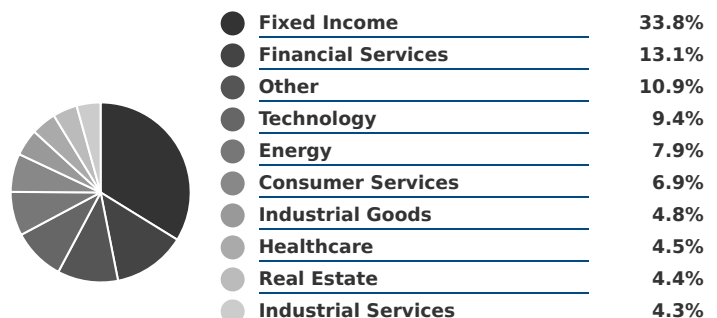 Fixed Income 33.8%
Financial Services 13.1%
Other 10.9%
Technology 9.4%
Energy 7.9%
Consumer Services 6.9%
Industrial Goods 4.8%
Healthcare 4.5%
Real Estate 4.4%
Industrial Services 4.3%